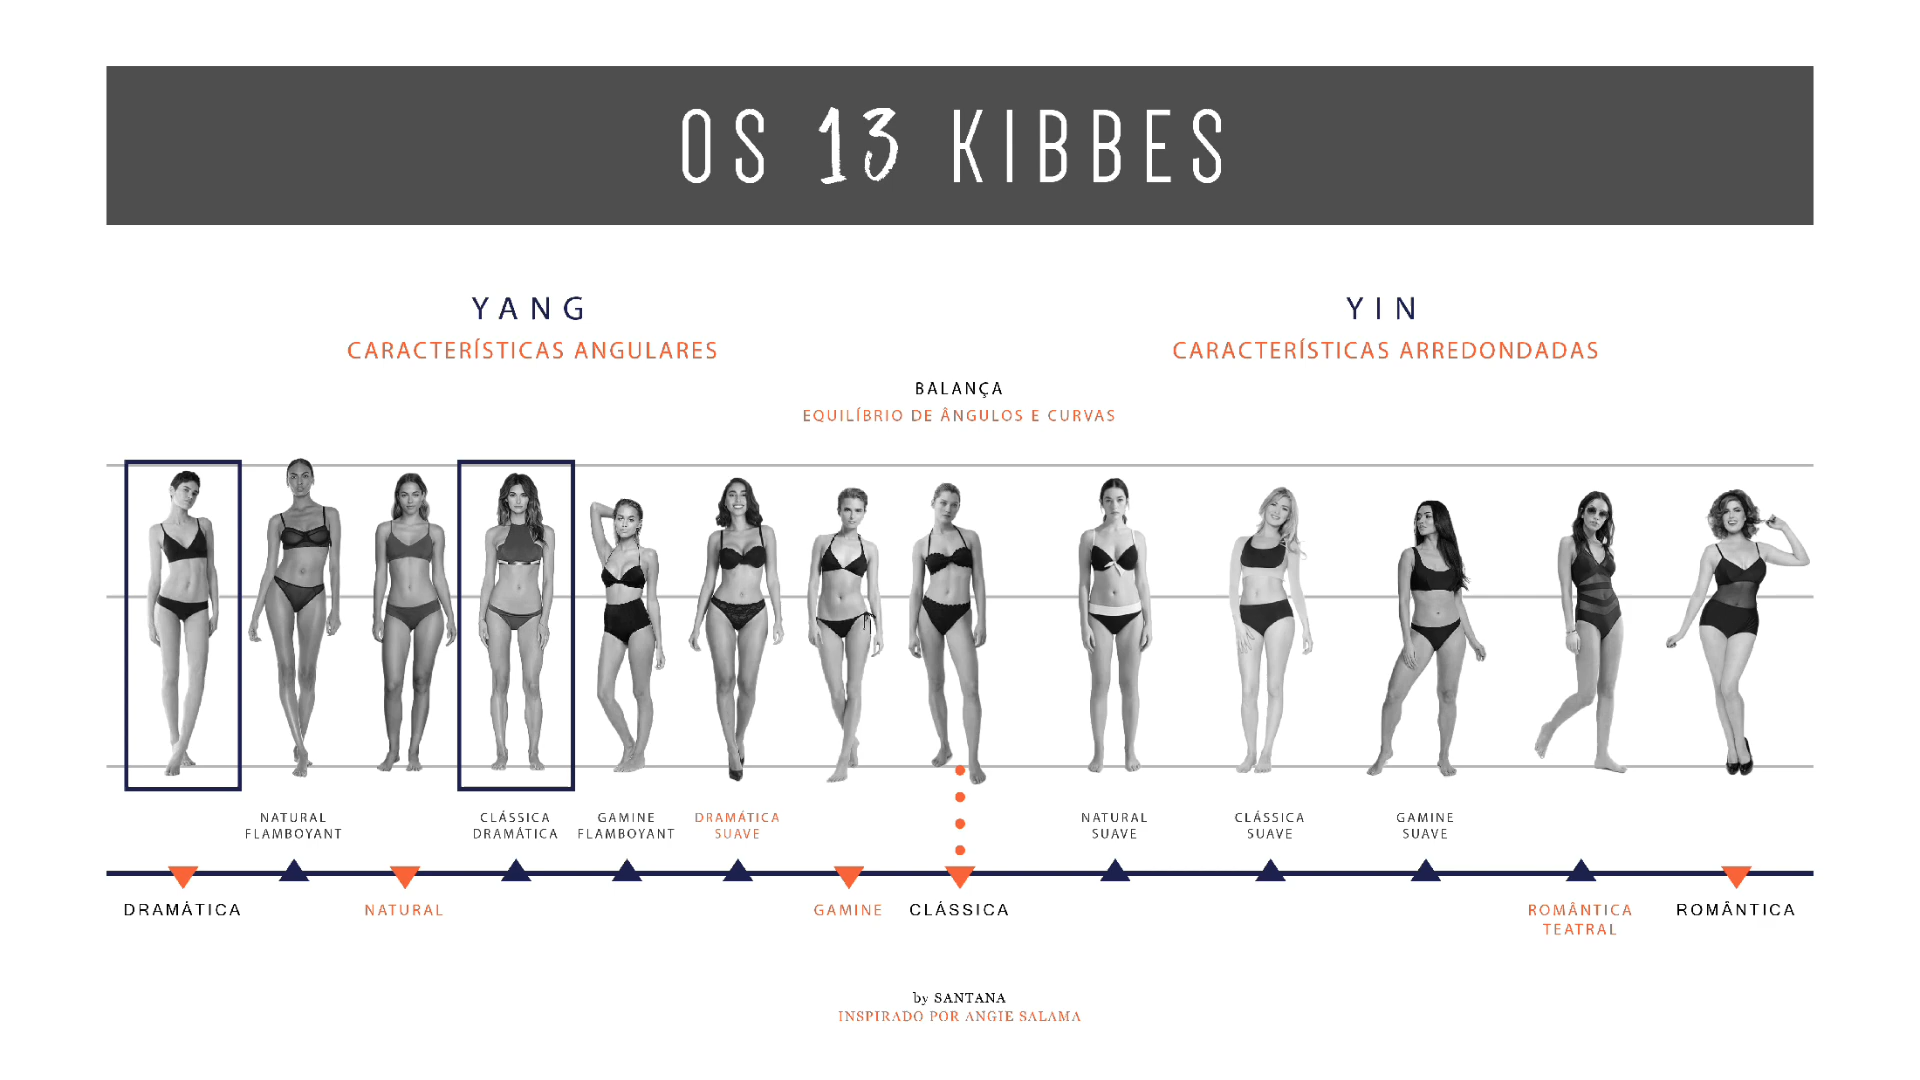 OS 13 KIBBES
YANG
CARACTERÍSTICAS ANGULARES
YIN
CARACTERÍSTICAS ARREDONDADAS
BALANÇA
EQUILÍBRIO DE ÂNGULOS E CURVAS
NATURAL
FLAMBOYANT
CLÁSSICA
DRAMÁTICA
GAMINE
FLAMBOYANT
DRAMÁTICA
SUAVE
NATURAL
SUAVE
CLÁSSICA
SUAVE
GAMINE
SUAVE
DRAMÁTICA
NATURAL
GAMINE
CLÁSSICA
ROMÂNTICA
TEATRAL
ROMÂNTICA
by SANTANA
INSPIRADO POR ANGIE SALAMA